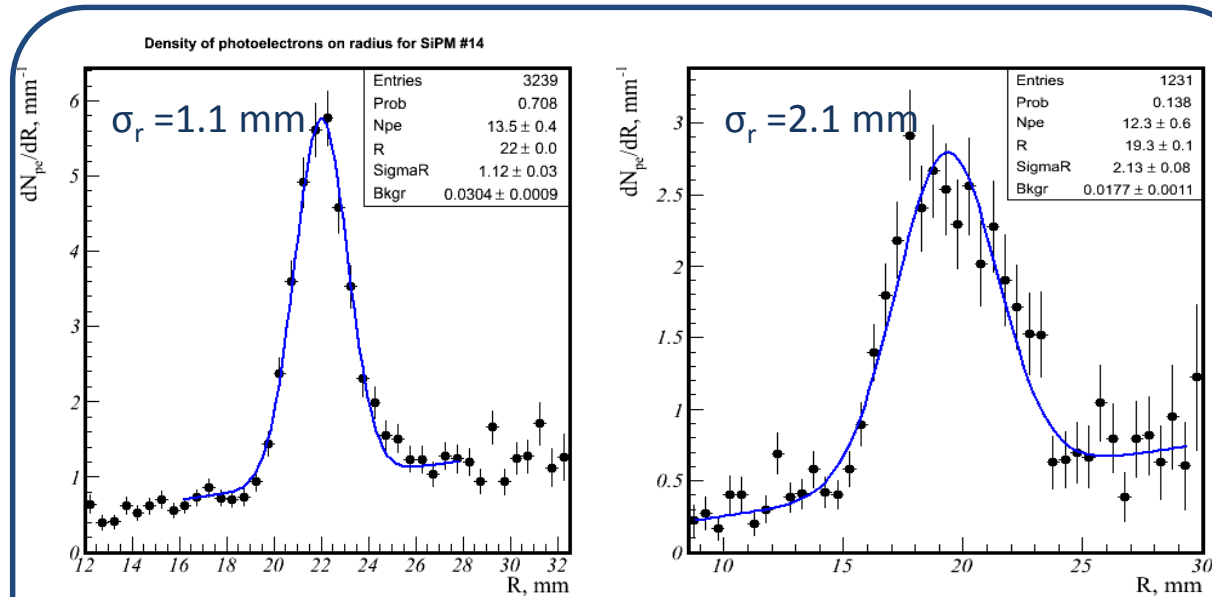 Density of photoelectrons on radius for SiPM #14
dN_pe/dR, mm⁻¹
σ_r =1.1 mm
Entries 3239
Prob 0.708
Npe 13.5 ± 0.4
R 22 ± 0.0
SigmaR 1.12 ± 0.03
Bkgr 0.0304 ± 0.0009
6
5
4
3
2
1
0
12 14 16 18 20 22 24 26 28 30 32
R, mm
dN_pe/dR, mm⁻¹
σ_r =2.1 mm
Entries 1231
Prob 0.138
Npe 12.3 ± 0.6
R 19.3 ± 0.1
SigmaR 2.13 ± 0.08
Bkgr 0.0177 ± 0.0011
3
2.5
2
1.5
1
0.5
0
10 15 20 25 30
R, mm